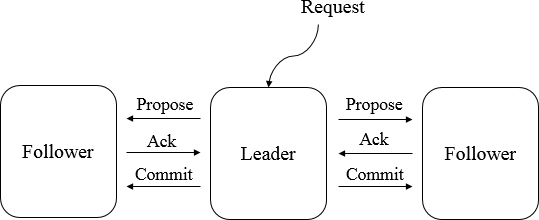 Request
Propose
Propose
Follower
Ack
Leader
Ack
Follower
Commit
Commit